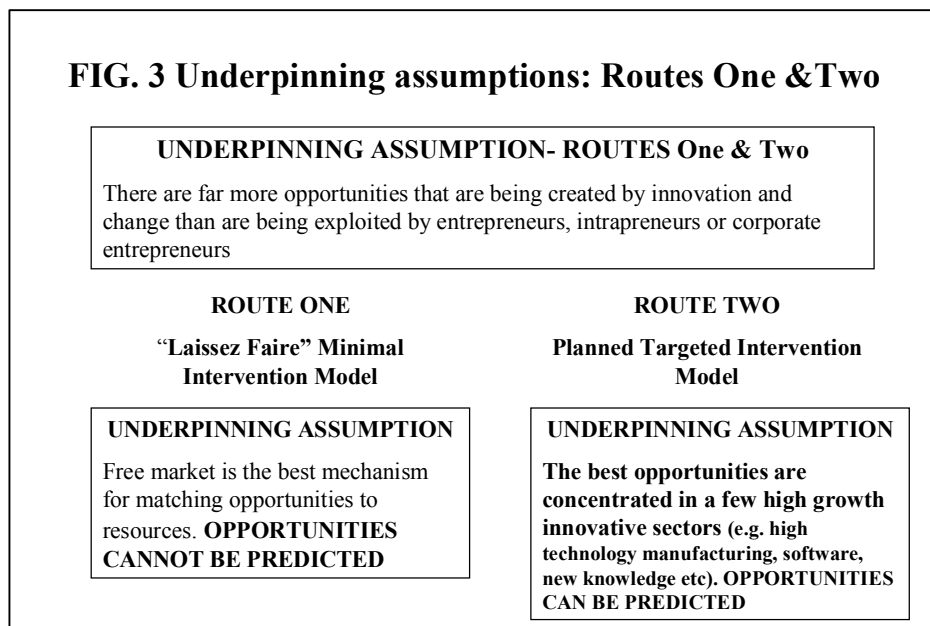 FIG. 3 Underpinning assumptions: Routes One &Two
UNDERPINNING ASSUMPTION- ROUTES One & Two
There are far more opportunities that are being created by innovation and
change than are being exploited by entrepreneurs, intrapreneurs or corporate
entrepreneurs
ROUTE ONE
“Laissez Faire” Minimal
Intervention Model
UNDERPINNING ASSUMPTION
Free market is the best mechanism
for matching opportunities to
resources. OPPORTUNITIES
CANNOT BE PREDICTED
ROUTE TWO
Planned Targeted Intervention
Model
UNDERPINNING ASSUMPTION
The best opportunities are
concentrated in a few high growth
innovative sectors (e.g. high
technology manufacturing, software,
new knowledge etc). OPPORTUNITIES
CAN BE PREDICTED